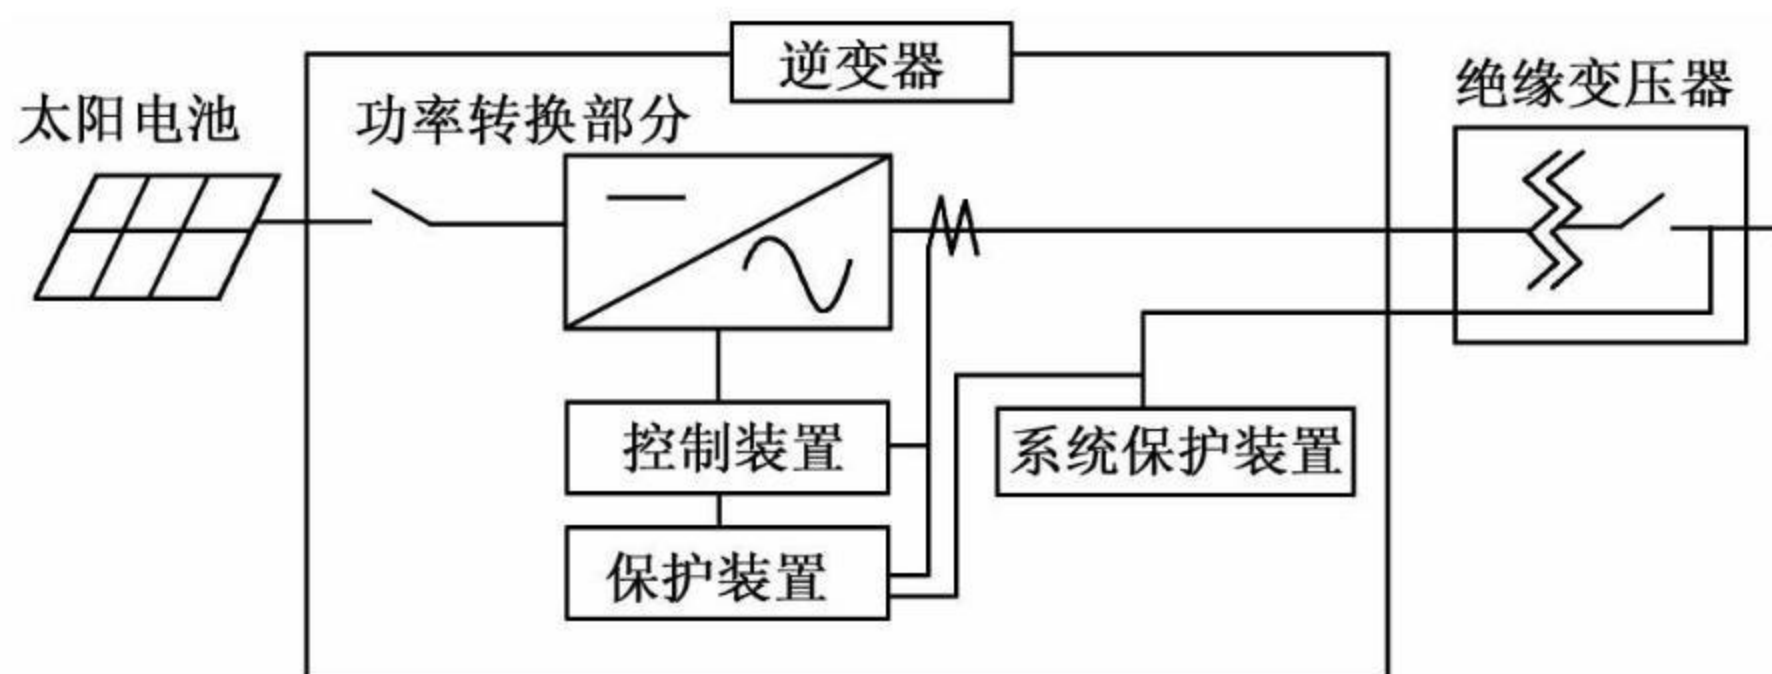 逆变器
绝缘变压器
太阳电池
功率转换部分
控制装置
系统保护装置
保护装置